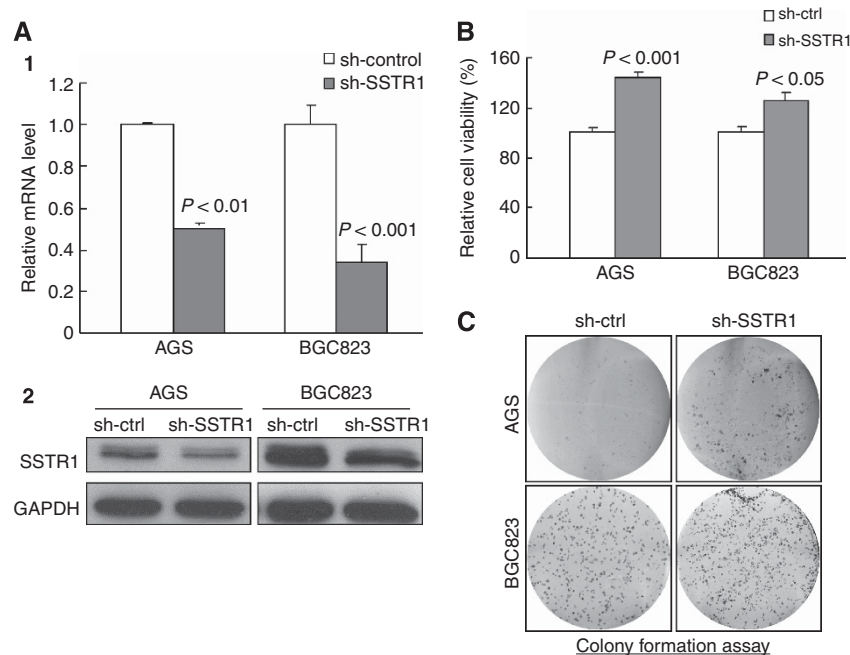 A
1
sh-control
sh-SSTR1
1.2
1.0
0.8
0.6
0.4
0.2
0
Relative mRNA level
P < 0.01
P < 0.001
AGS
BGC823
2
AGS
BGC823
sh-ctrl
sh-SSTR1
sh-ctrl
sh-SSTR1
SSTR1
GAPDH
B
sh-ctrl
sh-SSTR1
160
120
80
40
0
Relative cell viability (%)
P < 0.001
P < 0.05
AGS
BGC823
C
sh-ctrl
sh-SSTR1
AGS
BGC823
Colony formation assay